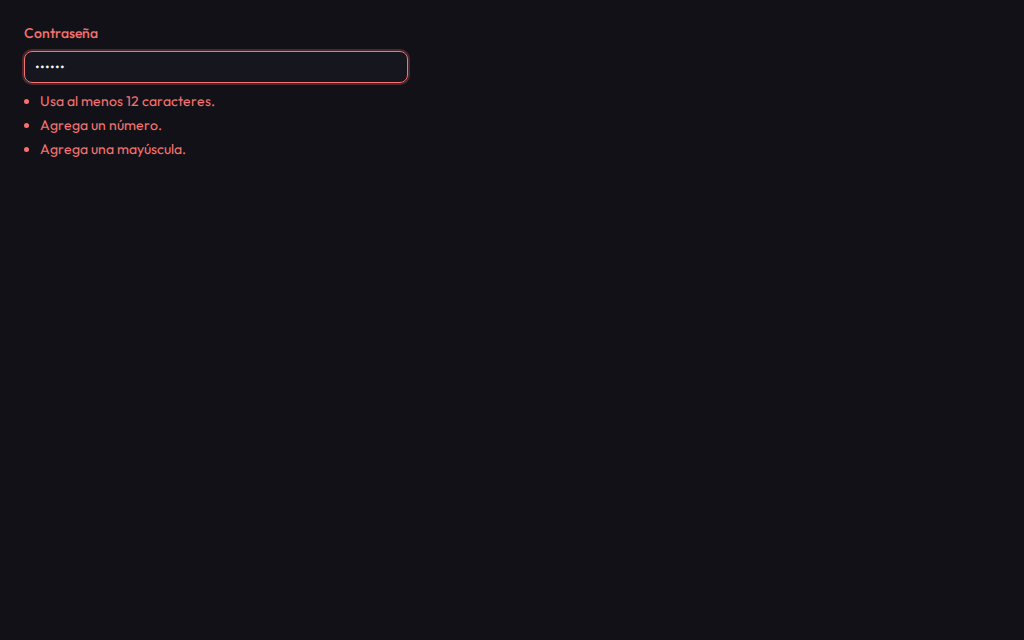 Contraseña
••••••
Usa al menos 12 caracteres.
Agrega un número.
Agrega una mayúscula.